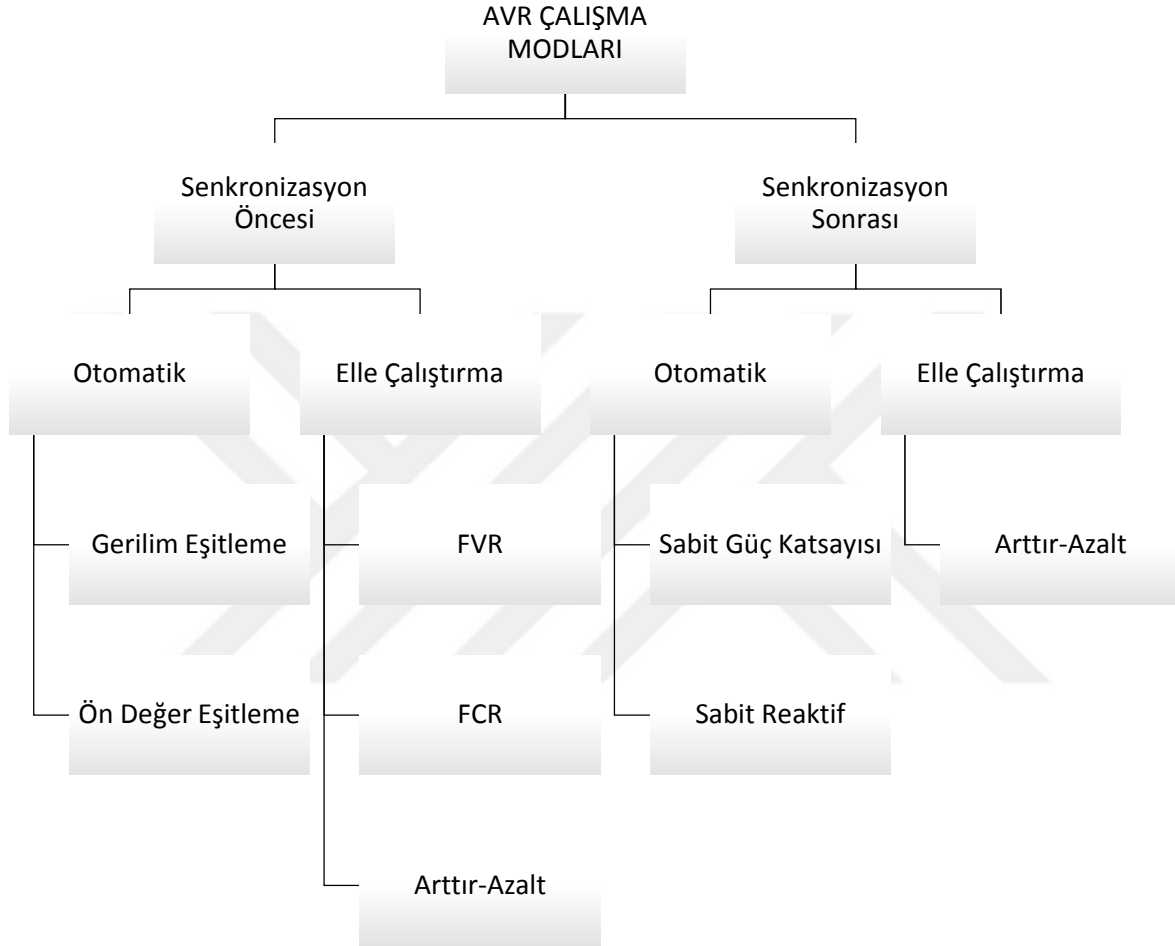 AVR ÇALIŞMA
MODLARI
Senkronizasyon
Öncesi
Senkronizasyon
Sonrası
Otomatik
Elle Çalıştırma
Otomatik
Elle Çalıştırma
Gerilim Eşitleme
FVR
Sabit Güç Katsayısı
Arttır-Azalt
Ön Değer Eşitleme
FCR
Sabit Reaktif
Arttır-Azalt